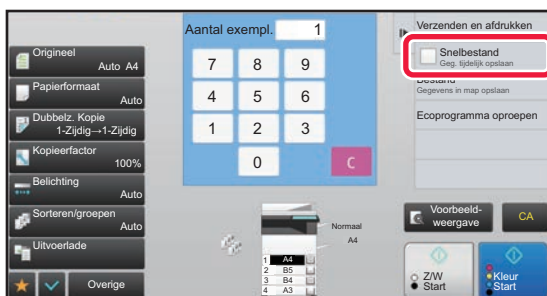 Origineel
Auto A4
Papierformaat
Auto
Dubbelz. Kopie
1-Zijdig→1-Zijdig
Kopieerfactor
100%
Belichting
Auto
Sorteren/groepen
Auto
Uitvoerlade
Overige
Aantal exempl. 1
7 8 9
4 5 6
1 2 3
0 C
Normaal
A4
1 A4
2 B5
3 B4
4 A3
Verzenden en afdrukken
Snelbestand
Geg. tijdelijk opslaan
Bestand
Gegevens in map opslaan
Ecoprogramma oproepen
Voorbeeld-
weergave
CA
Z/W
Start
Kleur
Start